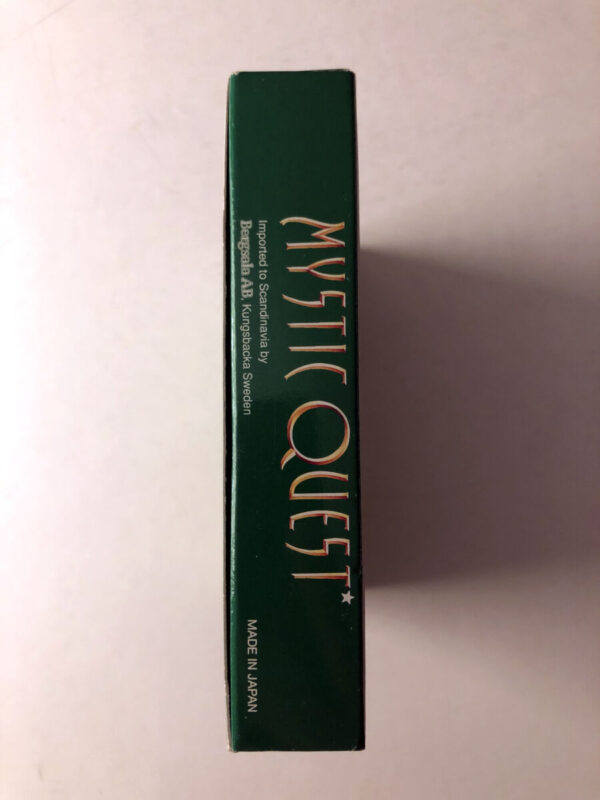 MYSTIC QUEST
Imported to Scandinavia by
Bergsala AB, Kungsbacka Sweden
MADE IN JAPAN